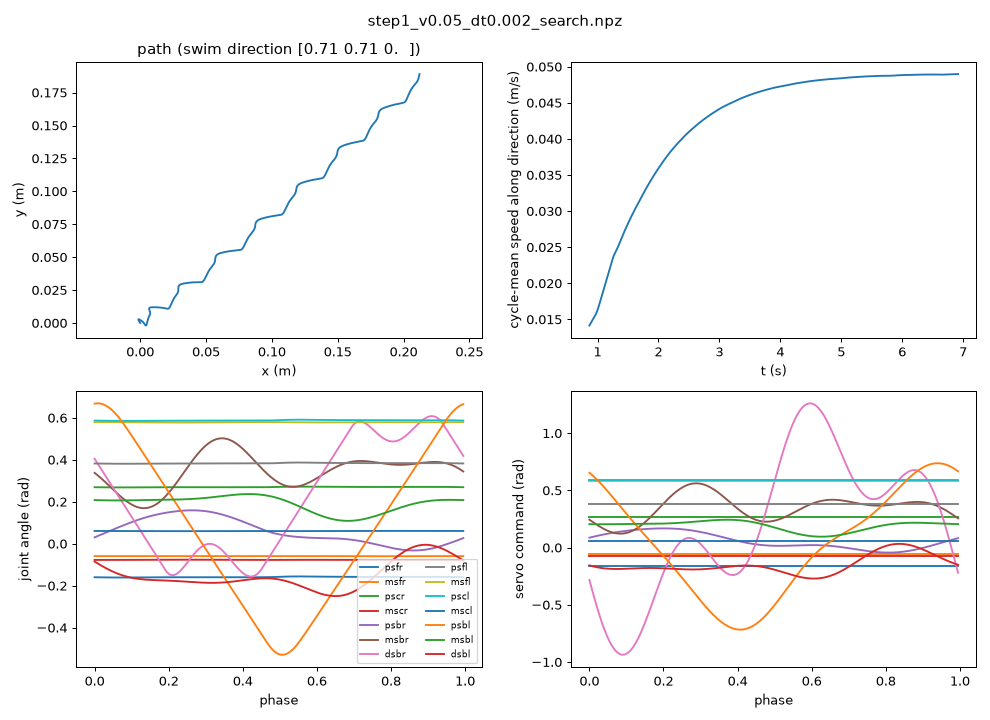 step1_v0.05_dt0.002_search.npz
path (swim direction [0.71 0.71 0.  ])
y (m)
0.175
0.150
0.125
0.100
0.075
0.050
0.025
0.000
0.00 0.05 0.10 0.15 0.20 0.25
x (m)
cycle-mean speed along direction (m/s)
0.050
0.045
0.040
0.035
0.030
0.025
0.020
0.015
1 2 3 4 5 6 7
t (s)
joint angle (rad)
0.6
0.4
0.2
0.0
−0.2
−0.4
psfr psfl
msfr msfl
pscr pscl
mscr mscl
psbr psbl
msbr msbl
dsbr dsbl
0.0 0.2 0.4 0.6 0.8 1.0
phase
servo command (rad)
1.0
0.5
0.0
−0.5
−1.0
0.0 0.2 0.4 0.6 0.8 1.0
phase